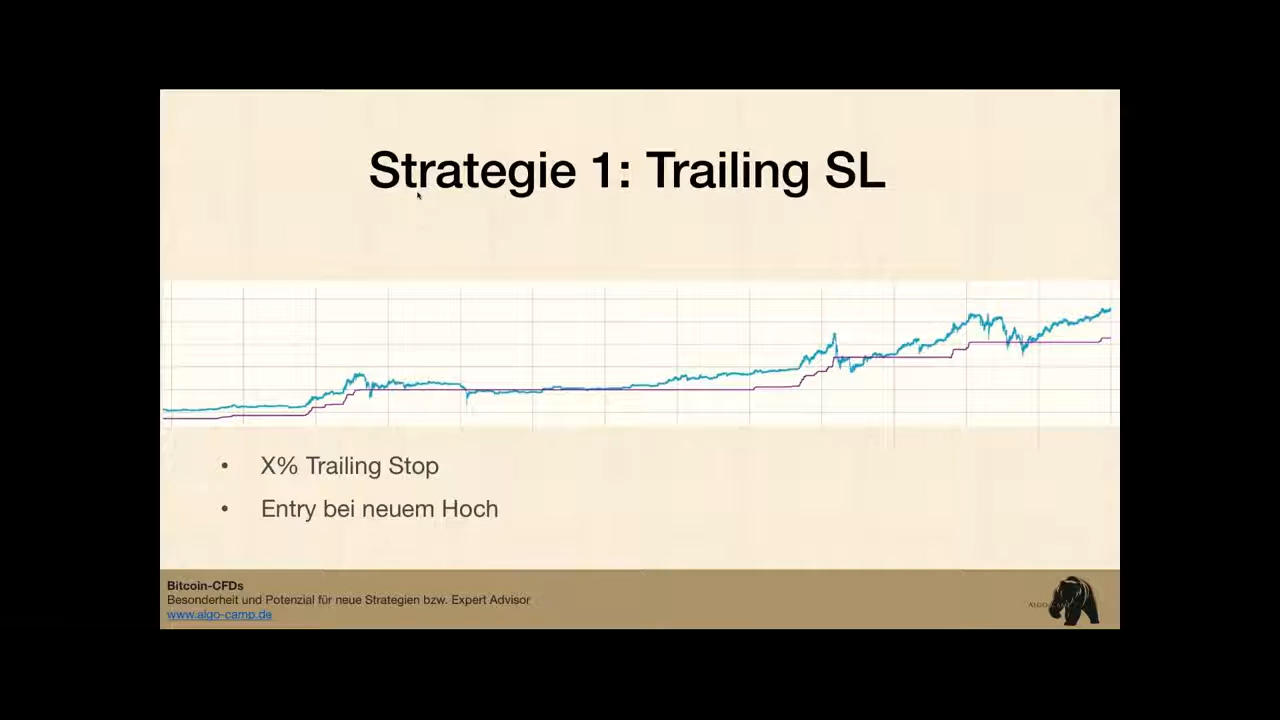 Strategie 1: Trailing SL
• X% Trailing Stop
• Entry bei neuem Hoch
Bitcoin-CFDs
Besonderheit und Potenzial für neue Strategien bzw. Expert Advisor
www.algo-camp.de